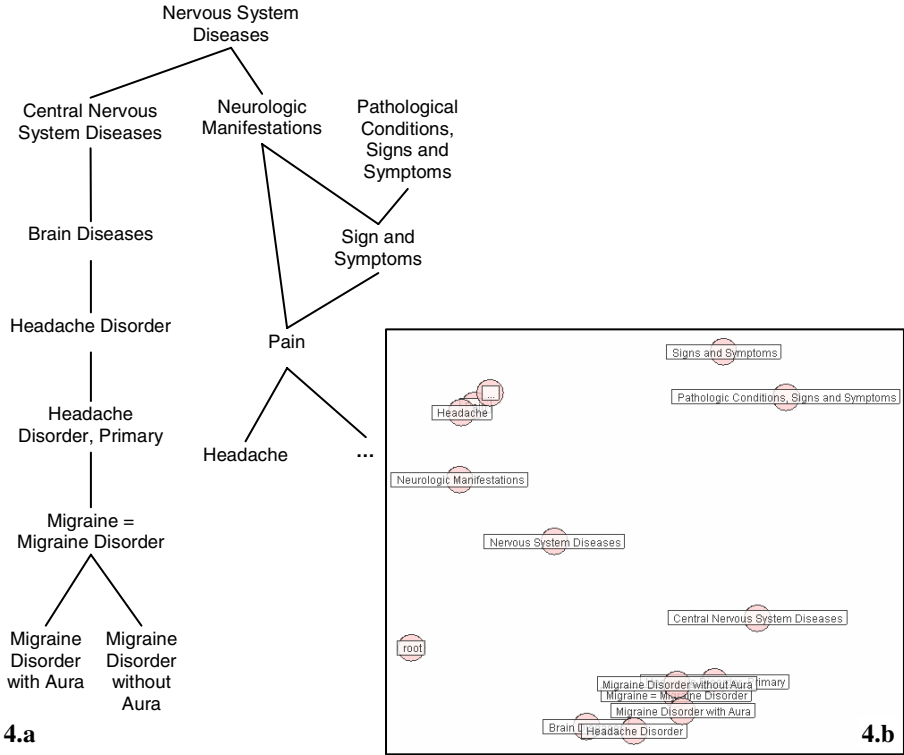 Nervous System
Diseases
Central Nervous
System Diseases
Neurologic
Manifestations
Pathological
Conditions,
Signs and
Symptoms
Brain Diseases
Sign and
Symptoms
Headache Disorder
Pain
Headache
Disorder, Primary
Headache
...
Migraine =
Migraine Disorder
Migraine
Disorder
with Aura
Migraine
Disorder
without
Aura
4.a
Signs and Symptoms
Pathologic Conditions, Signs and Symptoms
...
Headache
Neurologic Manifestations
Nervous System Diseases
Central Nervous System Diseases
root
Migraine Disorder without Aura
Migraine = Migraine Disorder
Migraine Disorder with Aura
Brain
Headache Disorder
4.b